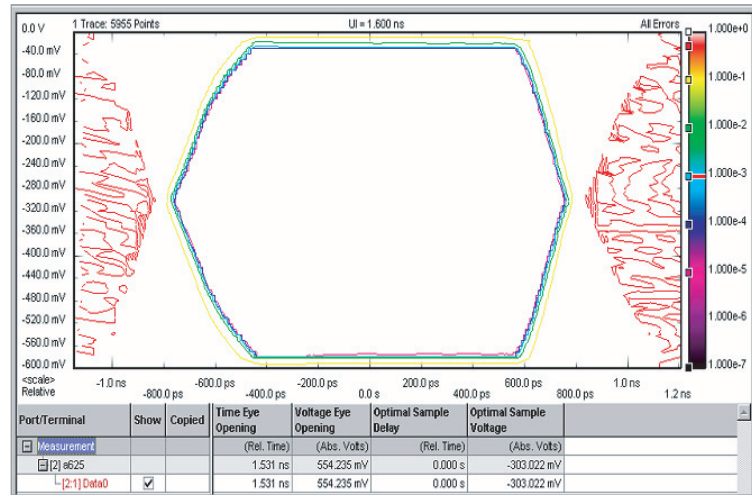 0.0 V 1 Trace: 5955 Points UI = 1.600 ns All Errors 1.000e+0
-40.0 mV
-80.0 mV 1.000e-1
-120.0 mV
-160.0 mV
-200.0 mV 1.000e-2
-240.0 mV
-280.0 mV 1.000e-3
-320.0 mV
-360.0 mV 1.000e-4
-400.0 mV
-440.0 mV 1.000e-5
-480.0 mV
-520.0 mV 1.000e-6
-560.0 mV
-600.0 mV 1.000e-7
<scale> -1.0 ns -600.0 ps -200.0 ps 200.0 ps 600.0 ps 1.0 ns
Relative -800.0 ps -400.0 ps 0.0 s 400.0 ps 800.0 ps 1.2 ns
Port/Terminal Show Copied Time Eye Opening Voltage Eye Opening Optimal Sample Delay Optimal Sample Voltage
(Rel. Time) (Abs. Volts) (Rel. Time) (Abs. Volts)
Measurement
[2] a625 1.531 ns 554.235 mV 0.000 s -303.022 mV
[2:1] Data0 1.531 ns 554.235 mV 0.000 s -303.022 mV